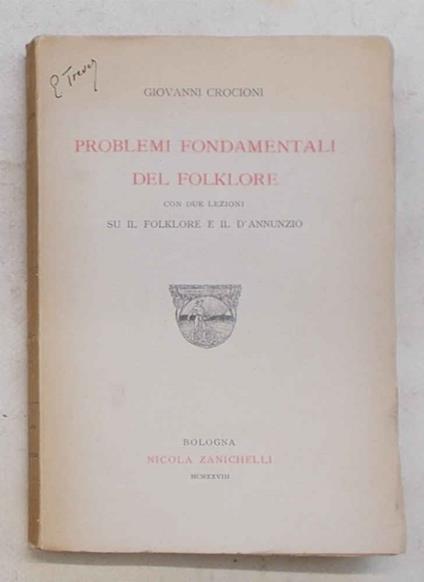 GIOVANNI CROCIONI
PROBLEMI FONDAMENTALI
DEL FOLKLORE
CON DUE LEZIONI
SU IL FOLKLORE E IL D'ANNUNZIO
BOLOGNA
NICOLA ZANICHELLI
MCMXXVIII